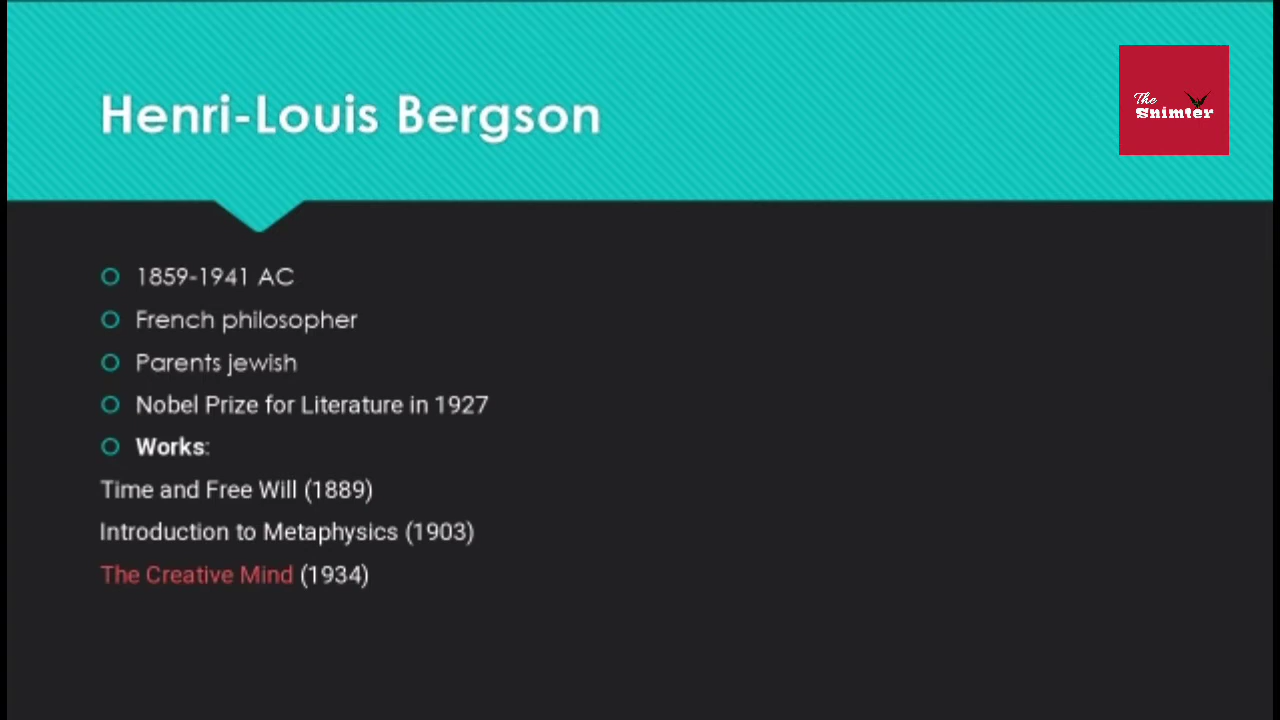 Henri-Louis Bergson
The
Snimter
1859-1941 AC
French philosopher
Parents jewish
Nobel Prize for Literature in 1927
Works:
Time and Free Will (1889)
Introduction to Metaphysics (1903)
The Creative Mind (1934)